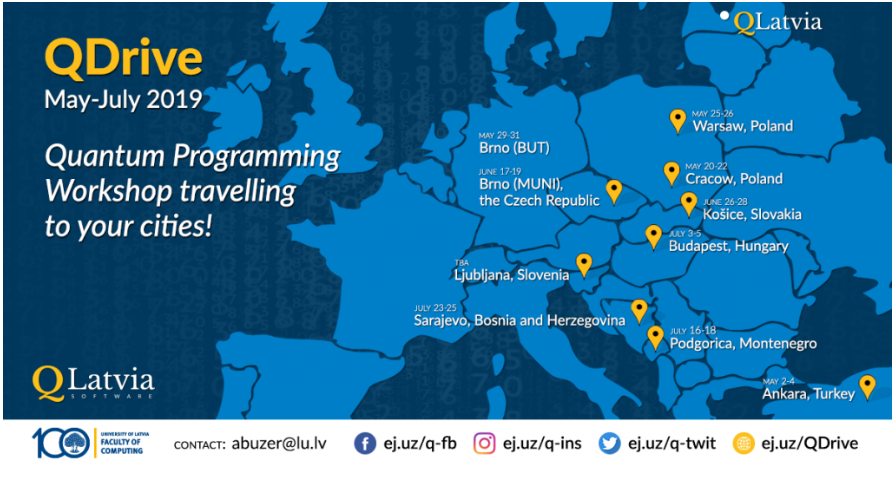 QLatvia
QDrive
May-July 2019
Quantum Programming
Workshop travelling
to your cities!
MAY 25-26
Warsaw, Poland
MAY 29-31
Brno (BUT)
JUNE 17-19
Brno (MUNI),
the Czech Republic
MAY 20-22
Cracow, Poland
JUNE 26-28
Košice, Slovakia
JULY 3-5
Budapest, Hungary
TBA
Ljubljana, Slovenia
JULY 23-25
Sarajevo, Bosnia and Herzegovina
JULY 16-18
Podgorica, Montenegro
MAY 2-4
Ankara, Turkey
QLatvia
SOFTWARE
100
UNIVERSITY OF LATVIA
FACULTY OF
COMPUTING
CONTACT: abuzer@lu.lv
ej.uz/q-fb
ej.uz/q-ins
ej.uz/q-twit
ej.uz/QDrive